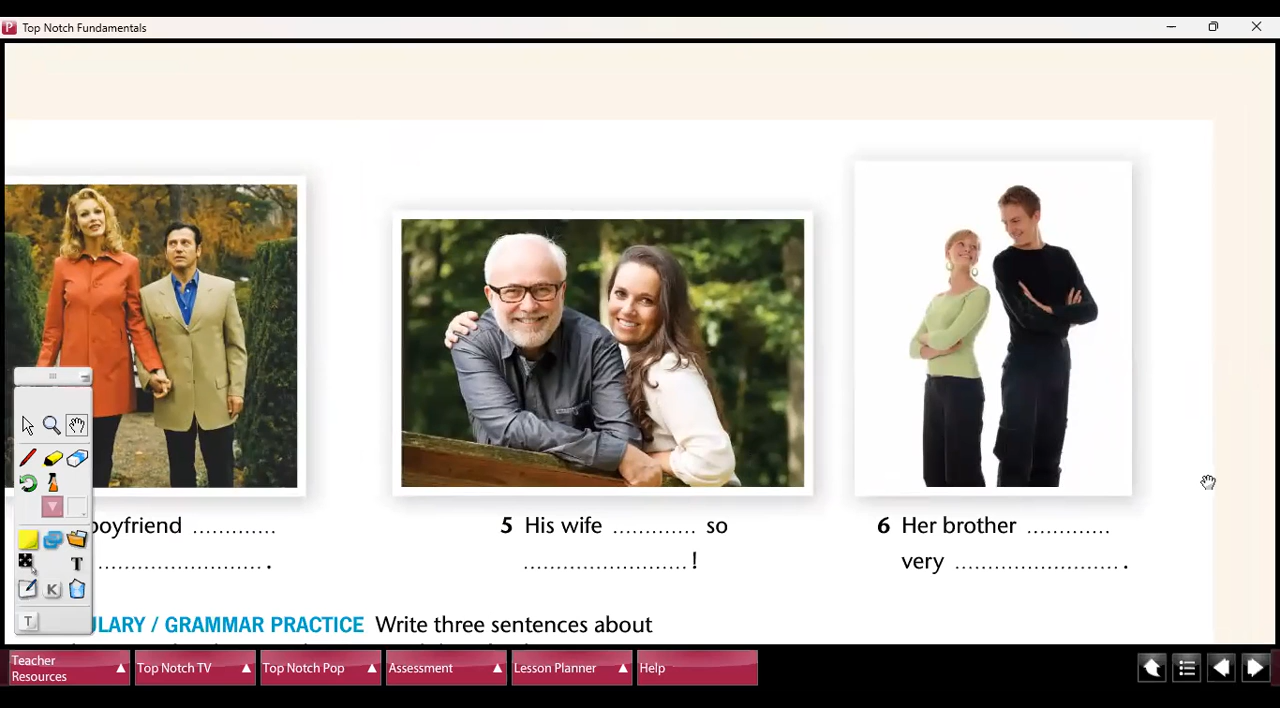 Top Notch Fundamentals
boyfriend .............
........................... .
5 His wife ............. so
.......................... !
6 Her brother .............
very .......................... .
ULARY / GRAMMAR PRACTICE Write three sentences about
T
K
T
Teacher Resources
Top Notch TV
Top Notch Pop
Assessment
Lesson Planner
Help